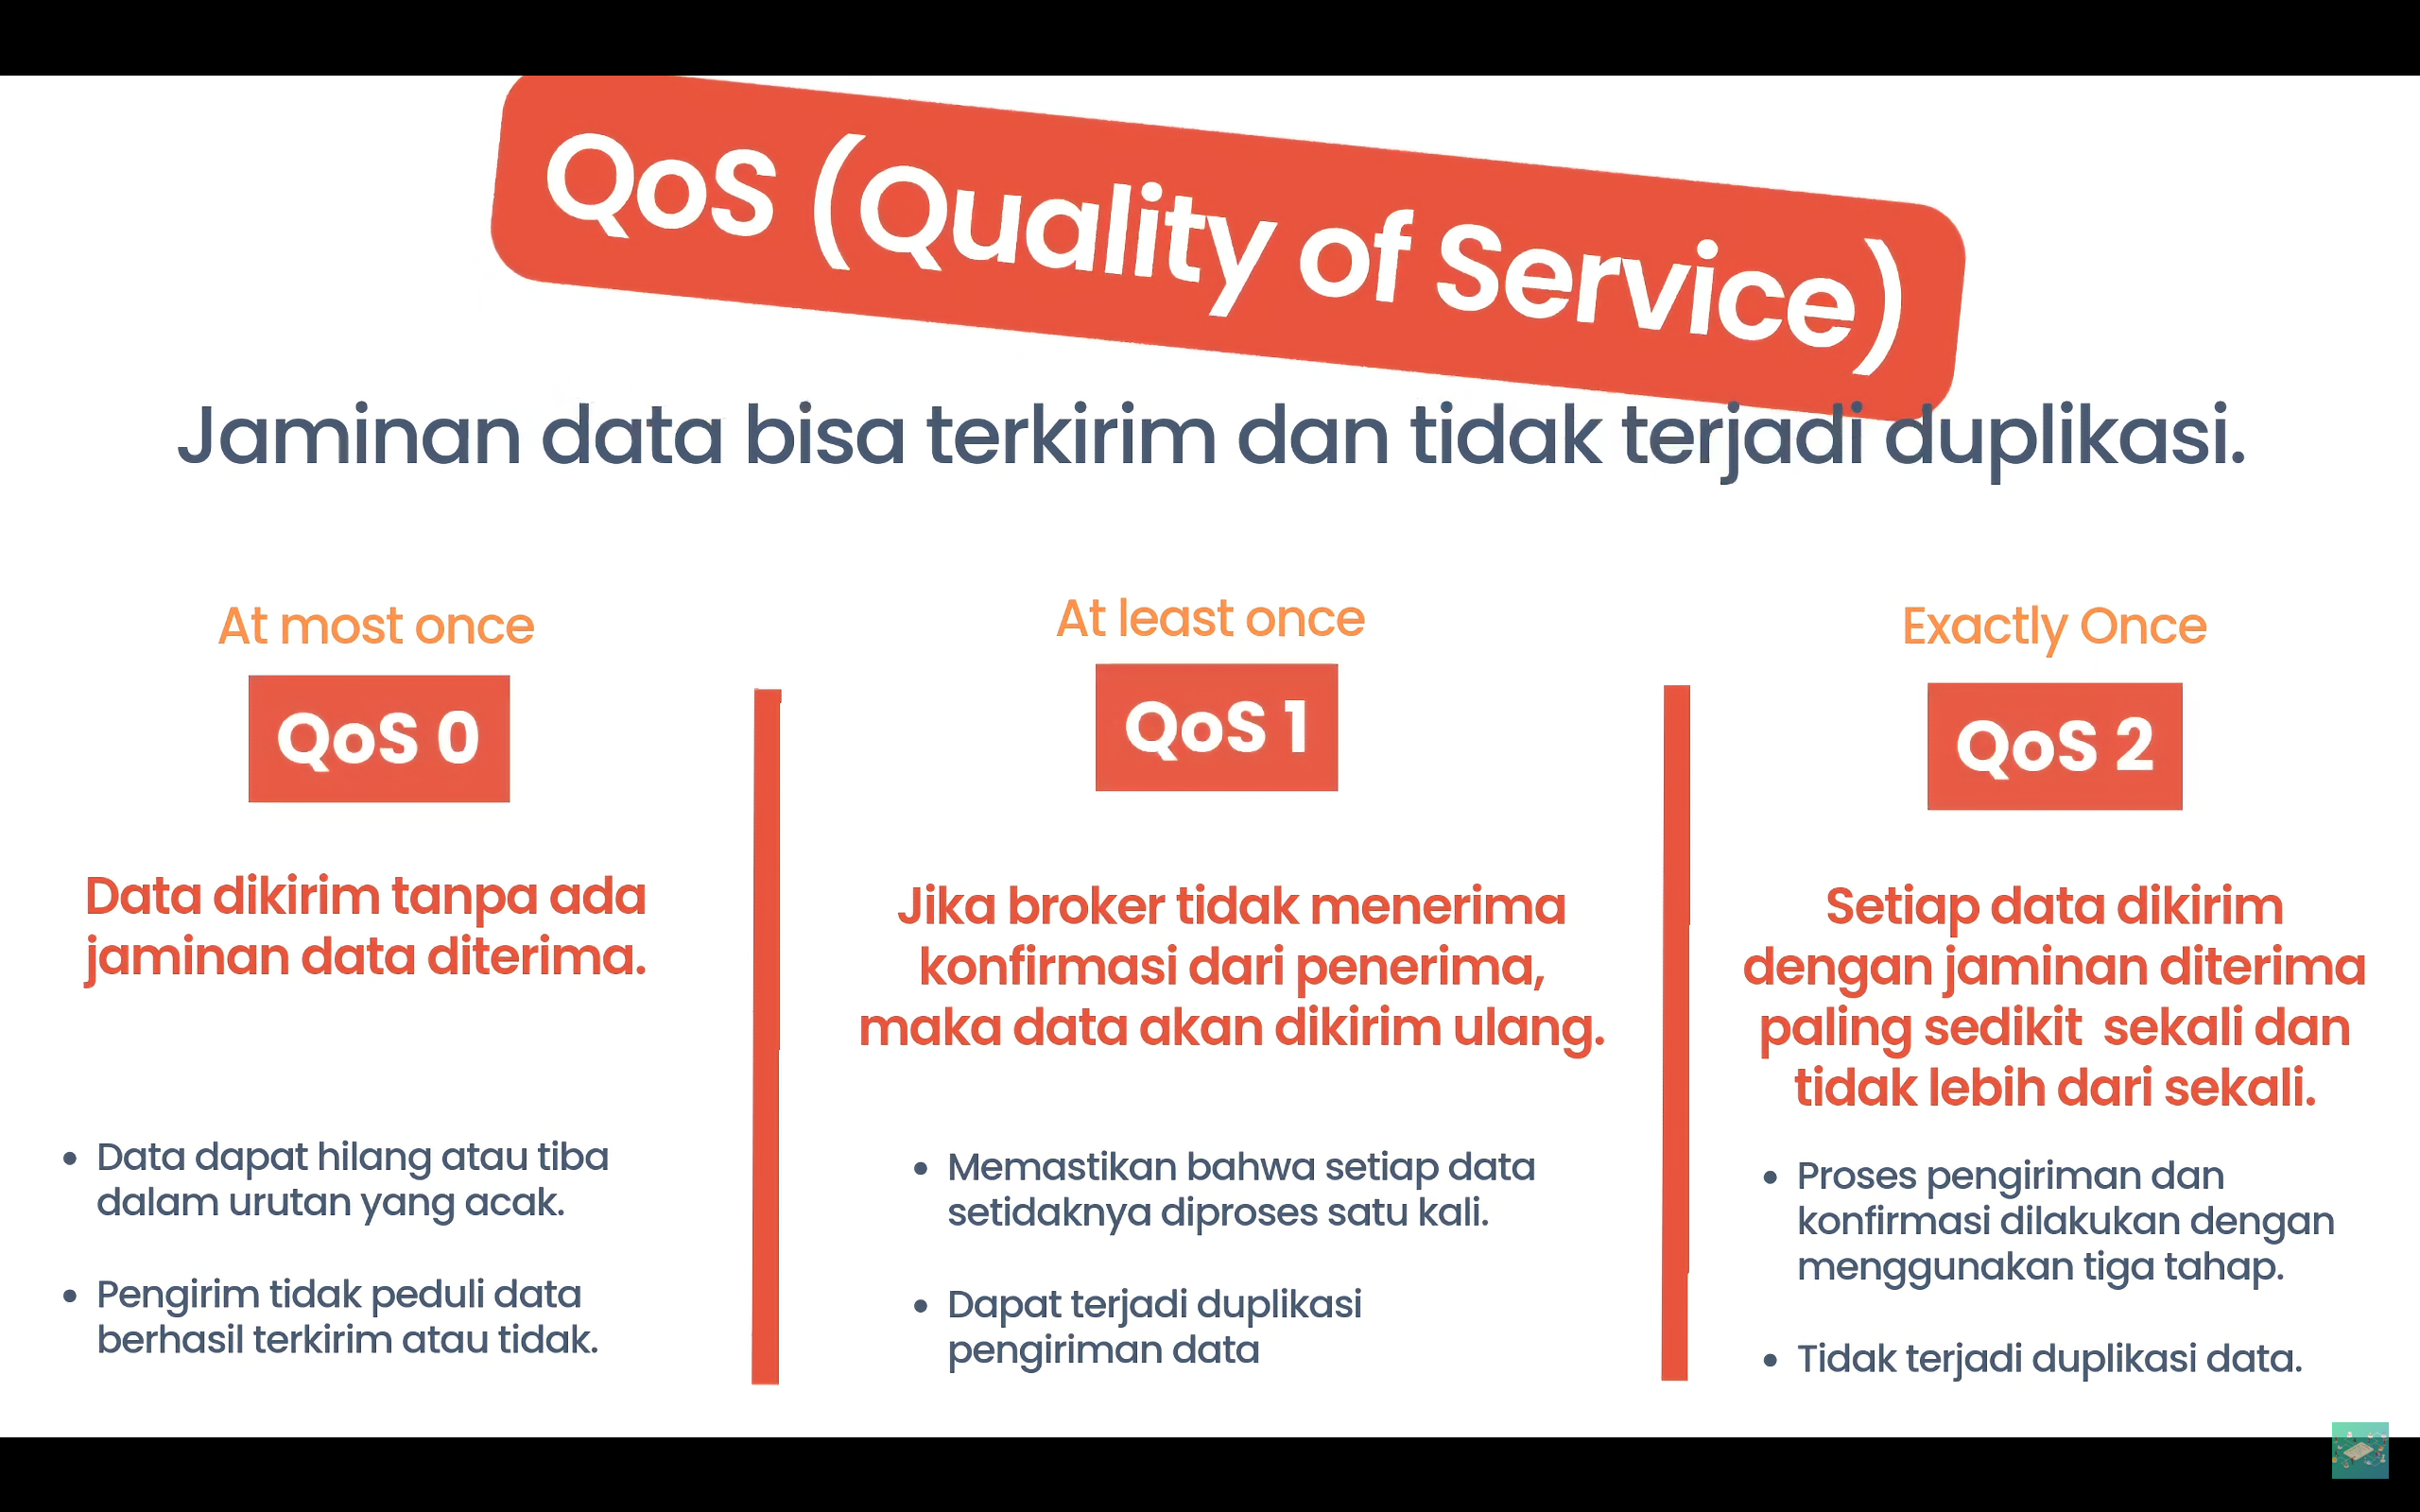 QoS (Quality of Service)
Jaminan data bisa terkirim dan tidak terjadi duplikasi.
At most once
QoS 0
Data dikirim tanpa ada
jaminan data diterima.
• Data dapat hilang atau tiba
dalam urutan yang acak.
• Pengirim tidak peduli data
berhasil terkirim atau tidak.
At least once
QoS 1
Jika broker tidak menerima
konfirmasi dari penerima,
maka data akan dikirim ulang.
• Memastikan bahwa setiap data
setidaknya diproses satu kali.
• Dapat terjadi duplikasi
pengiriman data
Exactly Once
QoS 2
Setiap data dikirim
dengan jaminan diterima
paling sedikit sekali dan
tidak lebih dari sekali.
• Proses pengiriman dan
konfirmasi dilakukan dengan
menggunakan tiga tahap.
• Tidak terjadi duplikasi data.